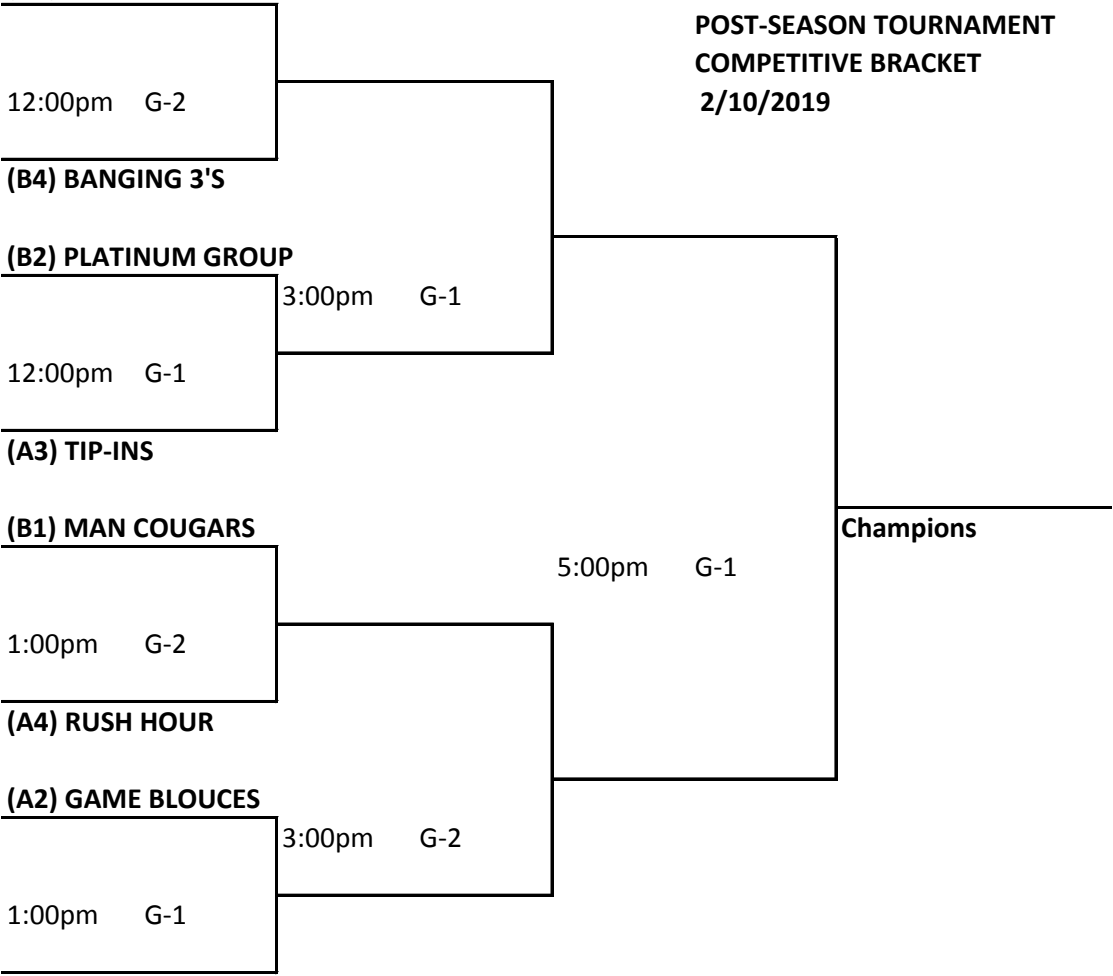 POST-SEASON TOURNAMENT
COMPETITIVE BRACKET
2/10/2019
12:00pm G-2
(B4) BANGING 3'S
(B2) PLATINUM GROUP
3:00pm G-1
12:00pm G-1
(A3) TIP-INS
(B1) MAN COUGARS
Champions
5:00pm G-1
1:00pm G-2
(A4) RUSH HOUR
(A2) GAME BLOUCES
3:00pm G-2
1:00pm G-1